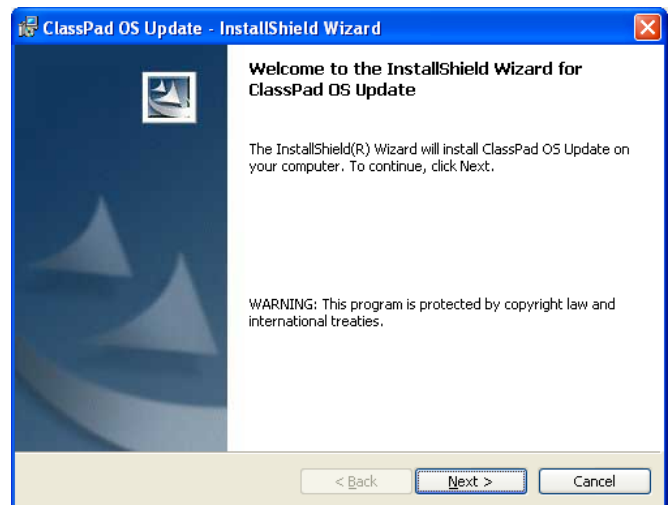 ClassPad OS Update - InstallShield Wizard
Welcome to the InstallShield Wizard for
ClassPad OS Update
The InstallShield(R) Wizard will install ClassPad OS Update on
your computer. To continue, click Next.
WARNING: This program is protected by copyright law and
international treaties.
< Back Next > Cancel